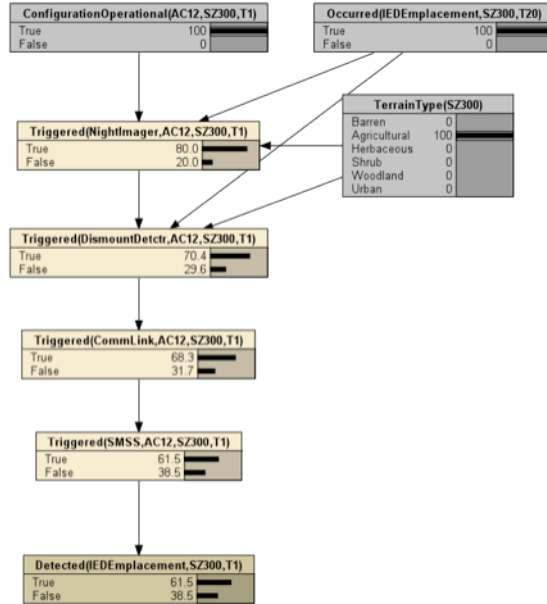 ConfigurationOperational(AC12,SZ300,T1)
True 100
False 0
Occurred(IEDEmplacement,SZ300,T20)
True 100
False 0
TerrainType(SZ300)
Barren 0
Agricultural 100
Herbaceous 0
Shrub 0
Woodland 0
Urban 0
Triggered(NightImager,AC12,SZ300,T1)
True 80.0
False 20.0
Triggered(DismountDetctr,AC12,SZ300,T1)
True 70.4
False 29.6
Triggered(CommLink,AC12,SZ300,T1)
True 68.3
False 31.7
Triggered(SMSS,AC12,SZ300,T1)
True 61.5
False 38.5
Detected(IEDEmplacement,SZ300,T1)
True 61.5
False 38.5